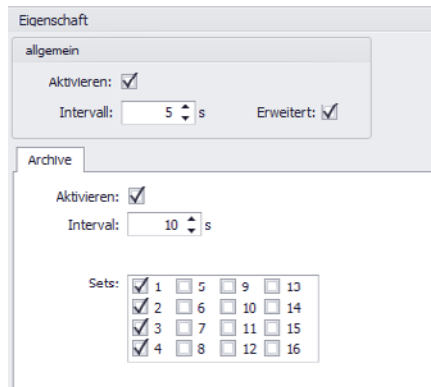 Eigenschaft
allgemein
Aktivieren:
Intervall: 5 s Erweitert:
Archive
Aktivieren:
Interval: 10 s
Sets: 1 5 9 13
2 6 10 14
3 7 11 15
4 8 12 16